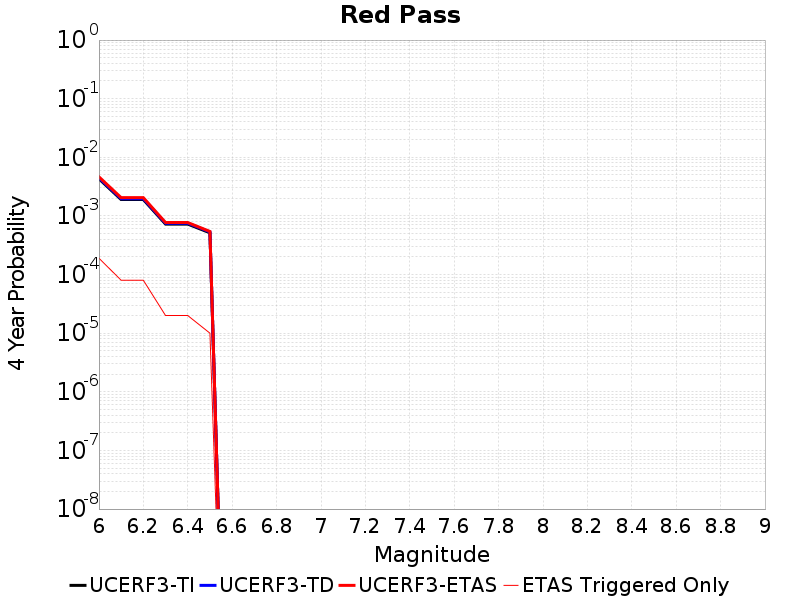 Red Pass
4 Year Probability
10^0
10^-1
10^-2
10^-3
10^-4
10^-5
10^-6
10^-7
10^-8
6 6.2 6.4 6.6 6.8 7 7.2 7.4 7.6 7.8 8 8.2 8.4 8.6 8.8 9
Magnitude
UCERF3-TI UCERF3-TD UCERF3-ETAS ETAS Triggered Only